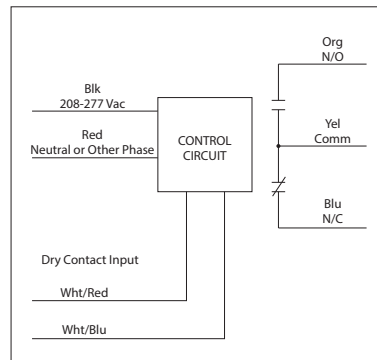 Blk
208-277 Vac
Red
Neutral or Other Phase
CONTROL
CIRCUIT
Dry Contact Input
Wht/Red
Wht/Blu
Org
N/O
Yel
Comm
Blu
N/C